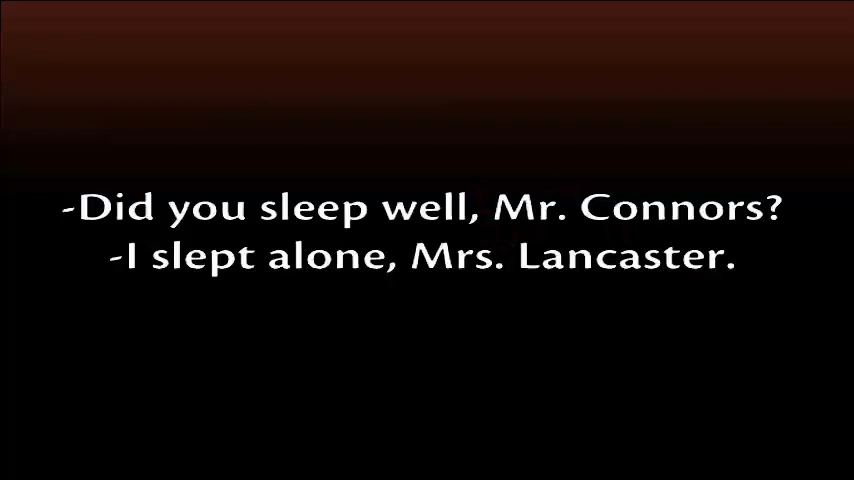 -Did you sleep well, Mr. Connors?
-I slept alone, Mrs. Lancaster.